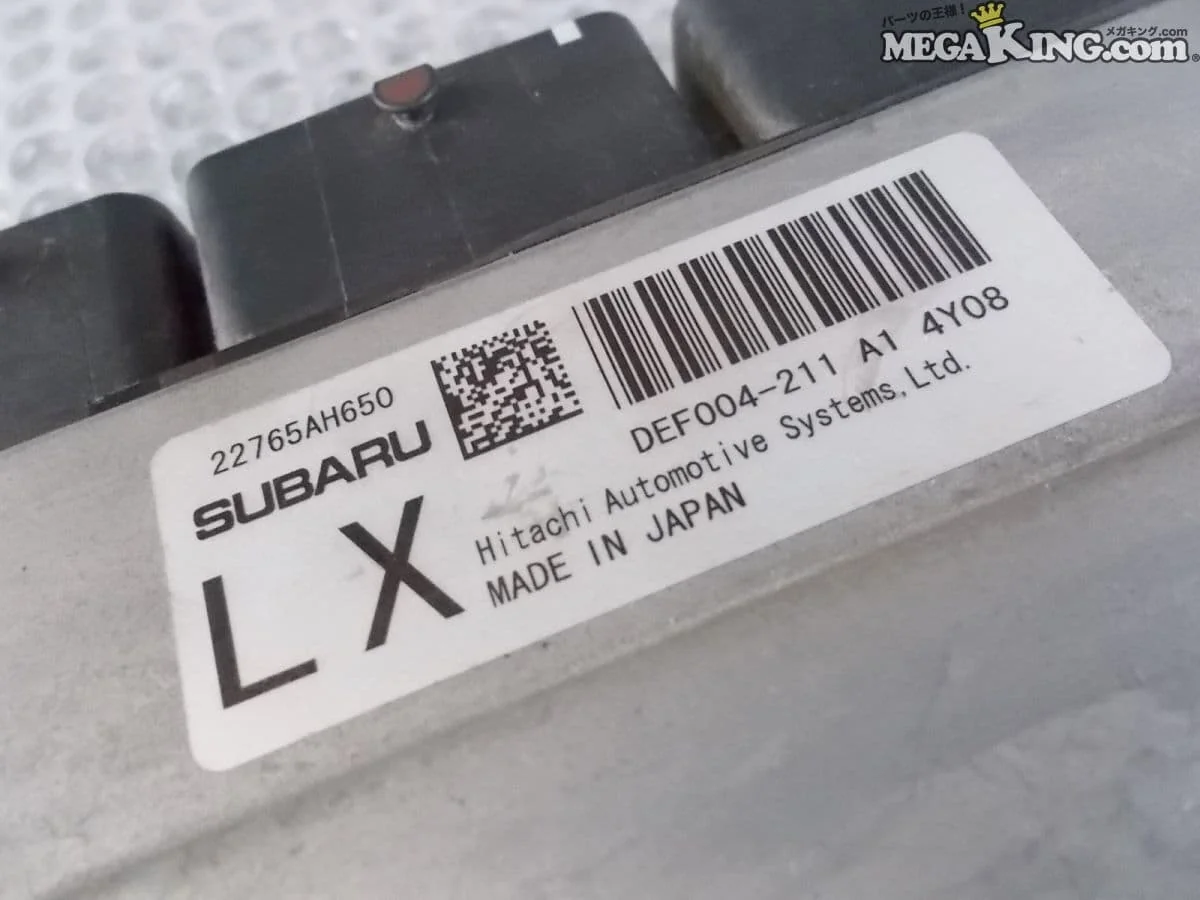 パーツの王様!
メガキング.com
MEGAKING.com®
22765AH650
SUBARU
LX
DEF004-211 A1 4Y08
Hitachi Automotive Systems,Ltd.
MADE IN JAPAN